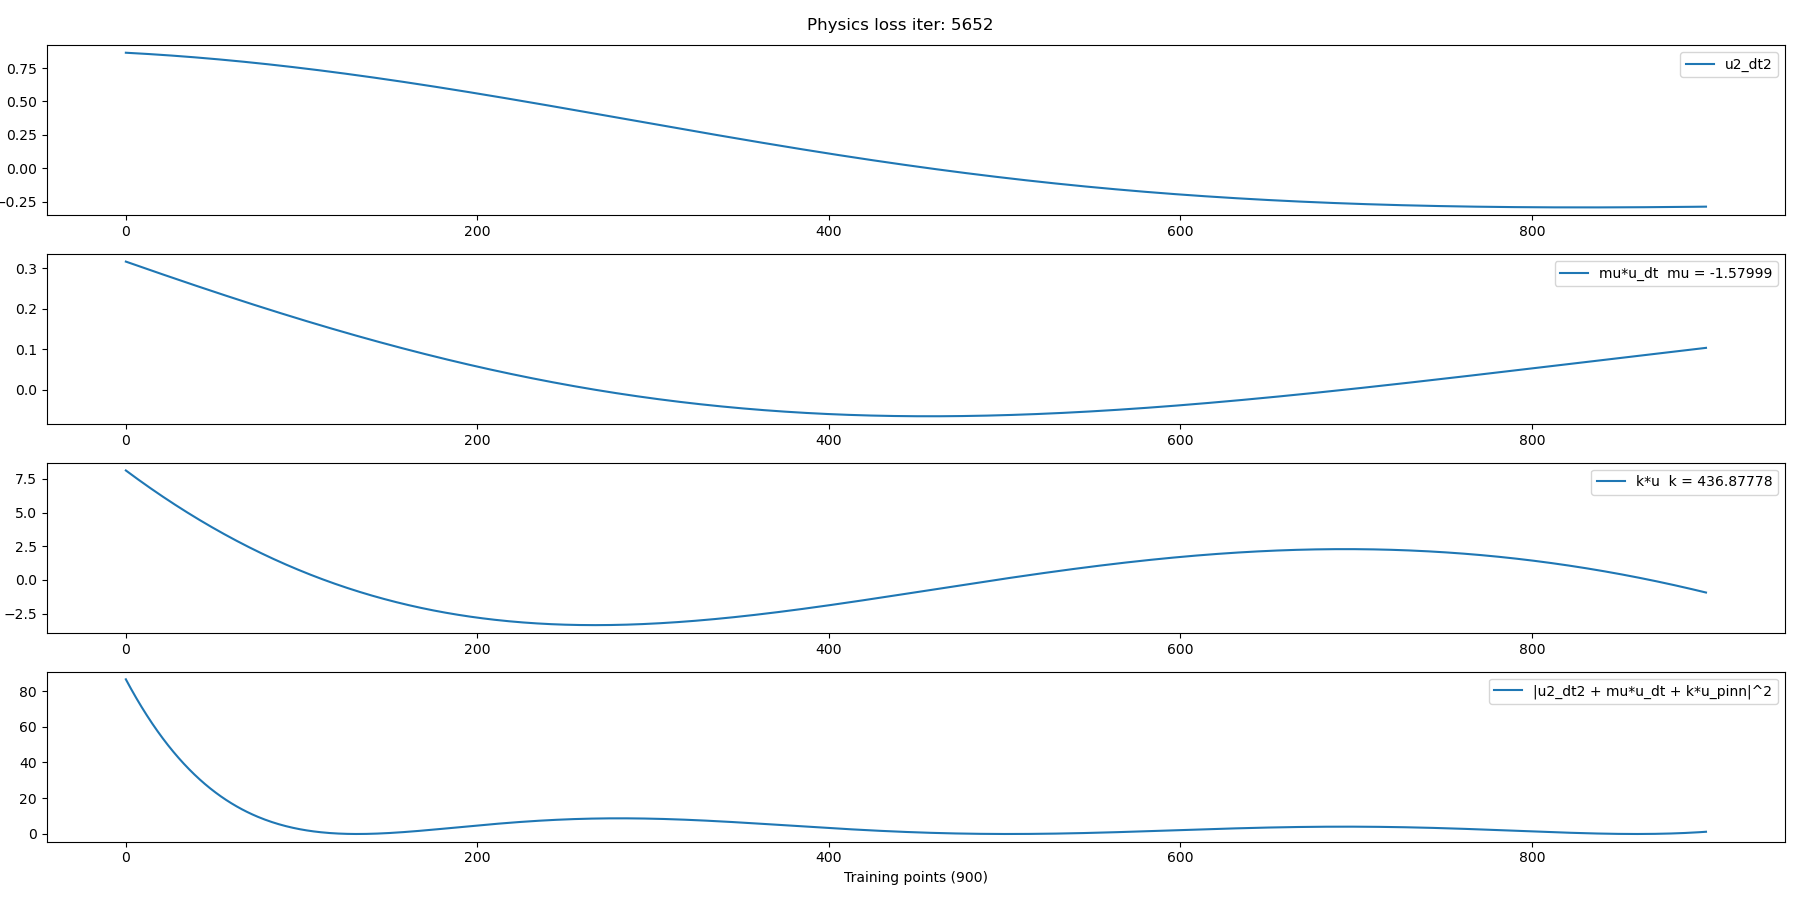 Physics loss iter: 5652
0.75
0.50
0.25
0.00
−0.25
u2_dt2
0 200 400 600 800
0.3
0.2
0.1
0.0
mu*u_dt  mu = -1.57999
0 200 400 600 800
7.5
5.0
2.5
0.0
−2.5
k*u  k = 436.87778
0 200 400 600 800
80
60
40
20
0
|u2_dt2 + mu*u_dt + k*u_pinn|^2
0 200 400 600 800
Training points (900)